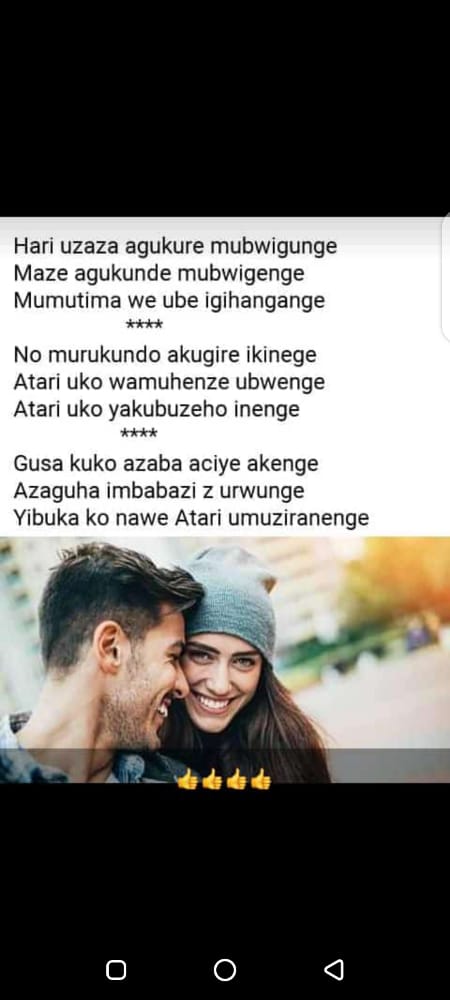 Hari uzaza agukure mubwigunge
Maze agukunde mubwigenge
Mumutima we ube igihangange
****
No murukundo akugire ikinege
Atari uko wamuhenze ubwenge
Atari uko yakubuzeho inenge
****
Gusa kuko azaba aciye akenge
Azaguha imbabazi z urwunge
Yibuka ko nawe Atari umuziranenge
👍👍👍👍